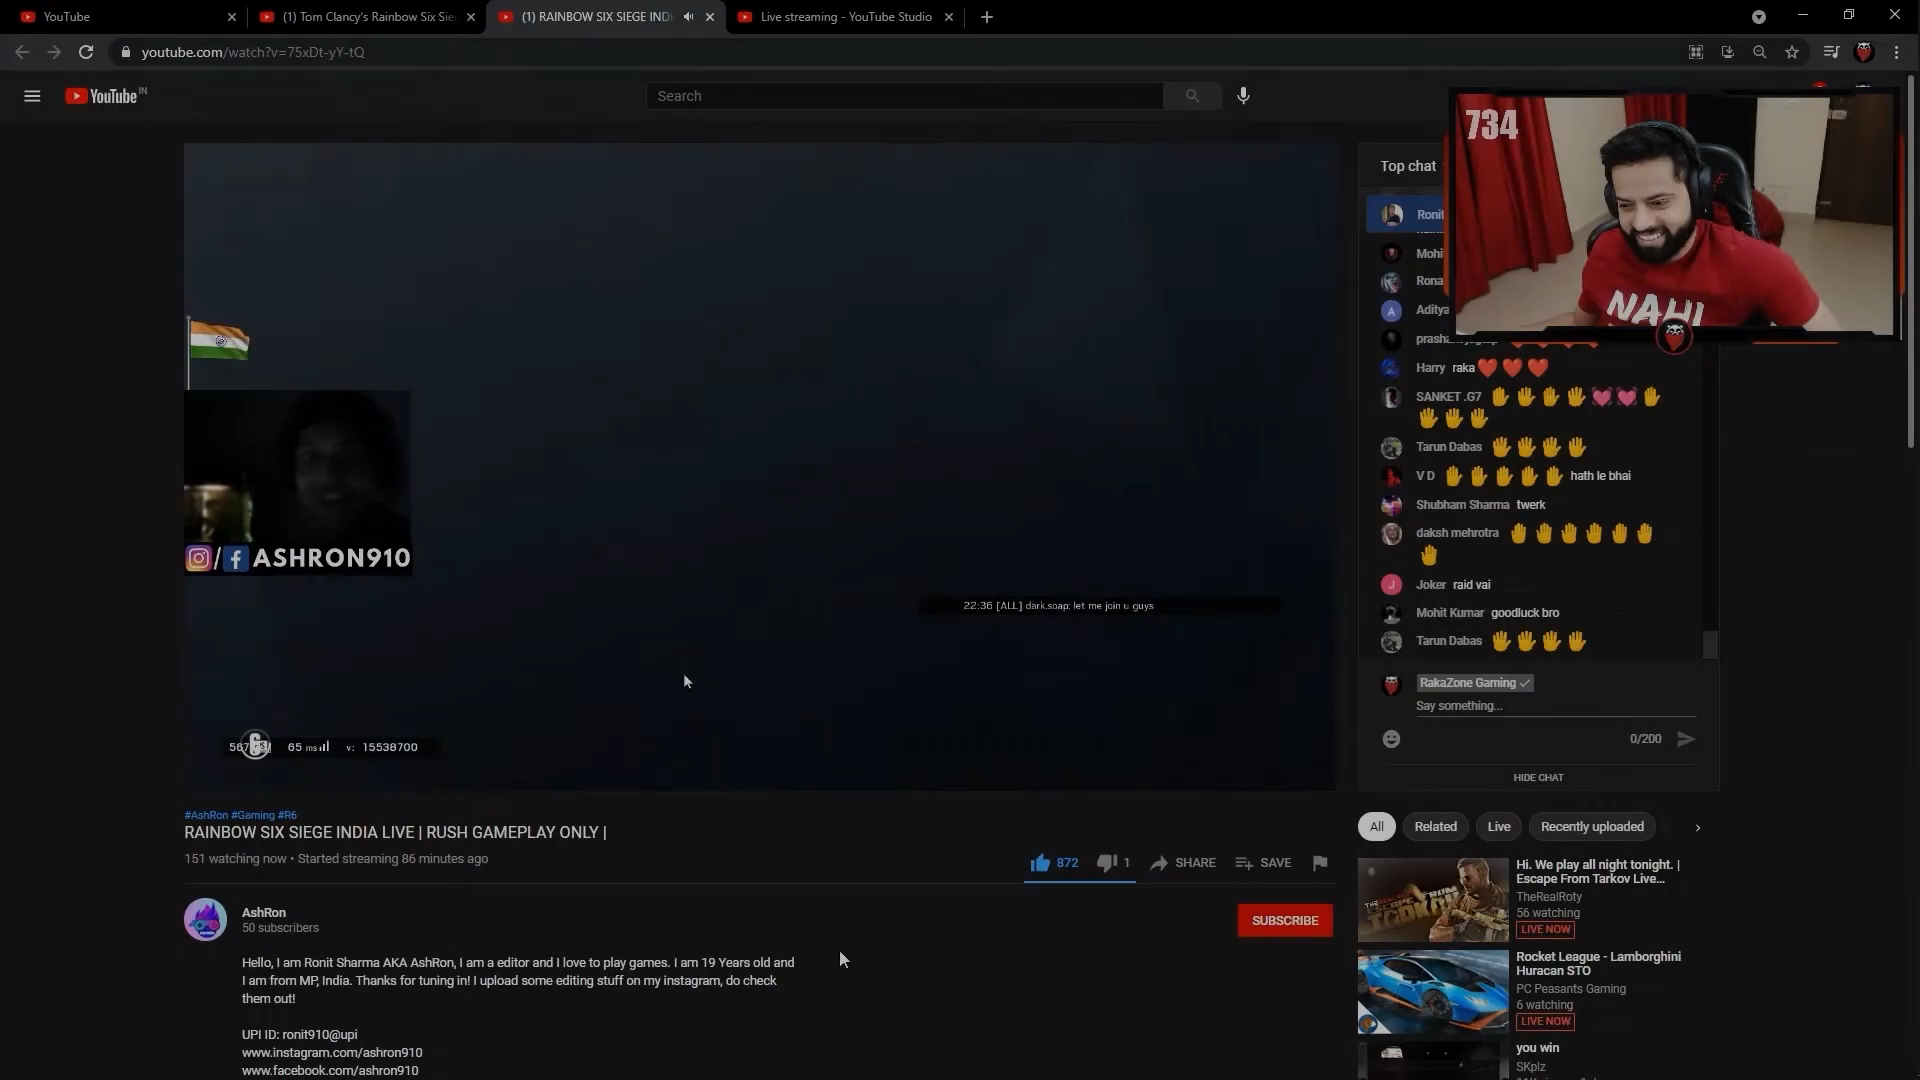 YouTube
(1) Tom Clancy's Rainbow Six Sie
(1) RAINBOW SIX SIEGE INDI
Live streaming - YouTube Studio
youtube.com/watch?v=75xDt-yY-tQ
YouTube IN
Search
734
NAHI
Top chat
Ronit
Mohi
Rona
A Aditya
Harry raka❤️❤️❤️
SANKET .G7
Tarun Dabas
V D hath le bhai
Shubham Sharma twerk
daksh mehrotra
J Joker raid vai
Mohit Kumar goodluck bro
Tarun Dabas
RakaZone Gaming
Say something...
0/200
HIDE CHAT
ASHRON910
22:36 [ALL] dark.soap: let me join u guys
65 ms v: 15538700
#AshRon #Gaming #R6
RAINBOW SIX SIEGE INDIA LIVE | RUSH GAMEPLAY ONLY |
151 watching now • Started streaming 86 minutes ago
872 1 SHARE SAVE
AshRon
50 subscribers
SUBSCRIBE
Hello, I am Ronit Sharma AKA AshRon, I am a editor and I love to play games. I am 19 Years old and
I am from MP, India. Thanks for tuning in! I upload some editing stuff on my instagram, do check
them out!
UPI ID: ronit910@upi
www.instagram.com/ashron910
www.facebook.com/ashron910
All Related Live Recently uploaded
Hi. We play all night tonight. |
Escape From Tarkov Live...
TheRealRoty
56 watching
LIVE NOW
Rocket League - Lamborghini
Huracan STO
PC Peasants Gaming
6 watching
LIVE NOW
you win
SKplz